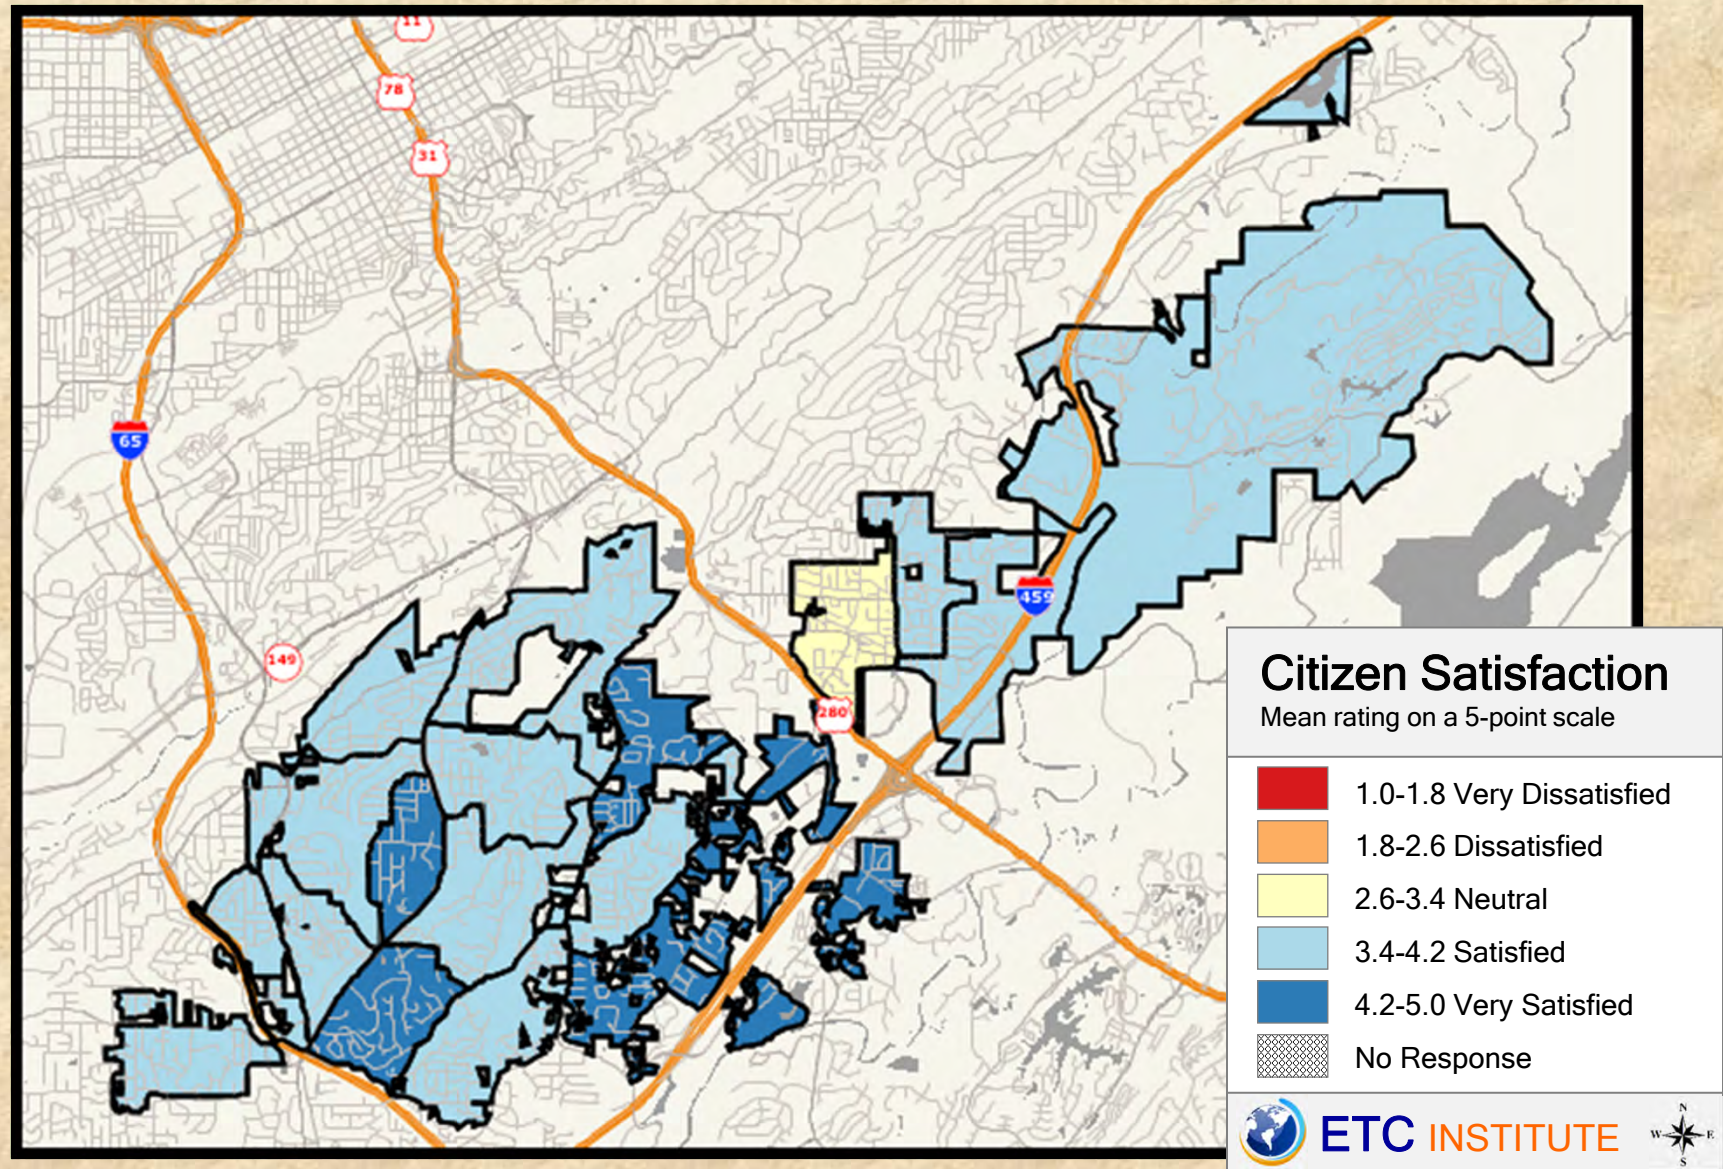 11
78
31
65
149
280
459
Citizen Satisfaction
Mean rating on a 5-point scale
1.0-1.8 Very Dissatisfied
1.8-2.6 Dissatisfied
2.6-3.4 Neutral
3.4-4.2 Satisfied
4.2-5.0 Very Satisfied
No Response
ETC INSTITUTE
N
W E
S